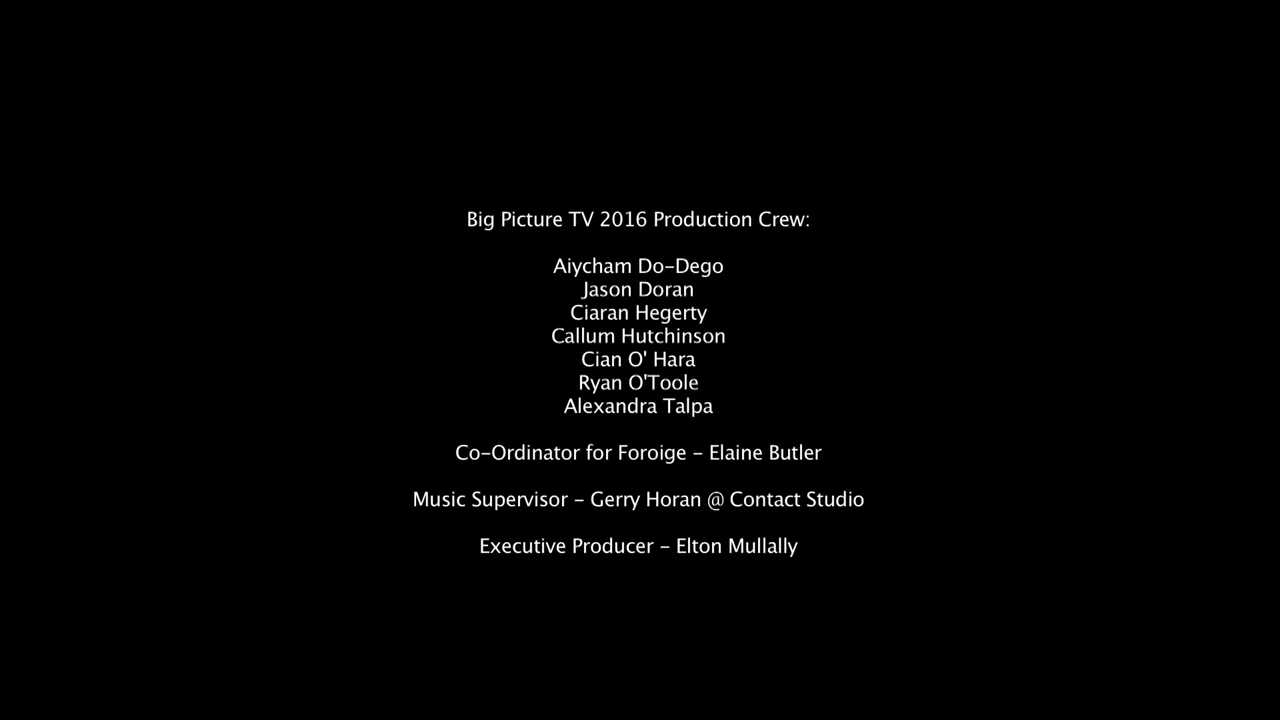 Big Picture TV 2016 Production Crew:
Aiycham Do-Dego
Jason Doran
Ciaran Hegerty
Callum Hutchinson
Cian O' Hara
Ryan O'Toole
Alexandra Talpa
Co-Ordinator for Foroige - Elaine Butler
Music Supervisor - Gerry Horan @ Contact Studio
Executive Producer - Elton Mullally